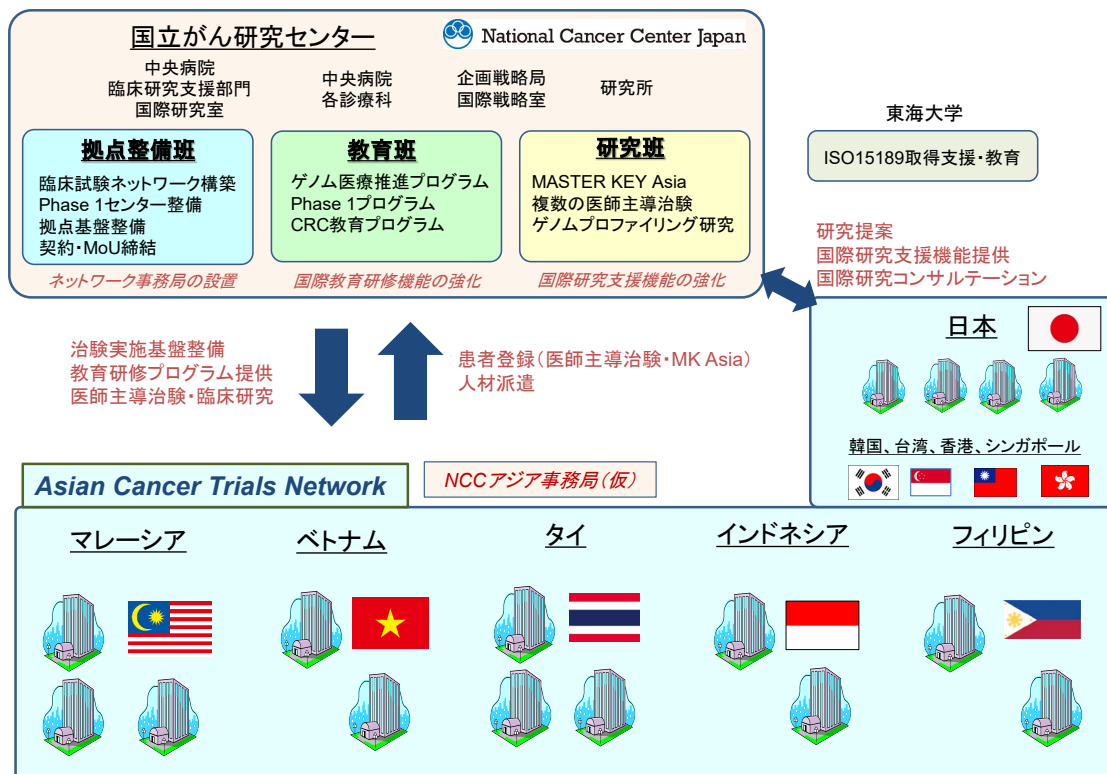 国立がん研究センター
National Cancer Center Japan
中央病院
臨床研究支援部門
国際研究室
中央病院
各診療科
企画戦略局
国際戦略室
研究所
拠点整備班
臨床試験ネットワーク構築
Phase 1センター整備
拠点基盤整備
契約・MoU締結
ネットワーク事務局の設置
教育班
ゲノム医療推進プログラム
Phase 1プログラム
CRC教育プログラム
国際教育研修機能の強化
研究班
MASTER KEY Asia
複数の医師主導治験
ゲノムプロファイリング研究
国際研究支援機能の強化
東海大学
ISO15189取得支援・教育
研究提案
国際研究支援機能提供
国際研究コンサルテーション
治験実施基盤整備
教育研修プログラム提供
医師主導治験・臨床研究
患者登録（医師主導治験・MK Asia）
人材派遣
日本
韓国、台湾、香港、シンガポール
Asian Cancer Trials Network
NCCアジア事務局（仮）
マレーシア
ベトナム
タイ
インドネシア
フィリピン